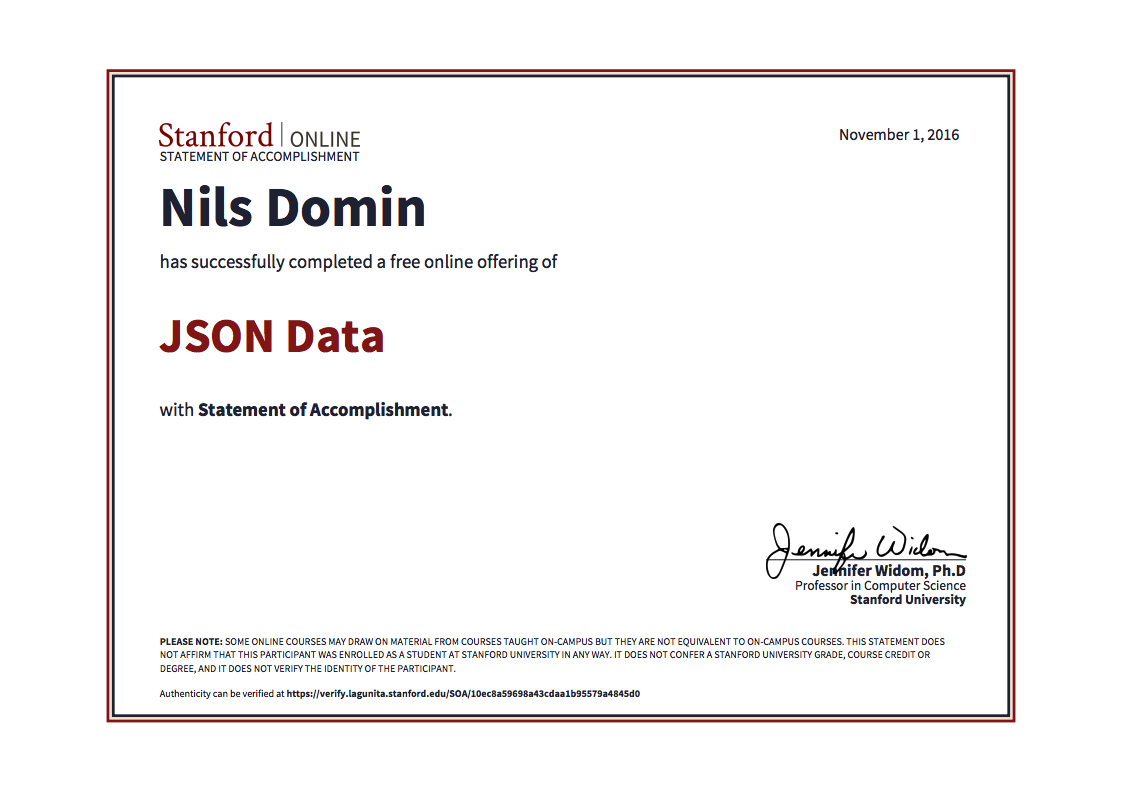 Stanford | ONLINE
November 1, 2016
STATEMENT OF ACCOMPLISHMENT
Nils Domin
has successfully completed a free online offering of
JSON Data
with Statement of Accomplishment.
Jennifer Widom
Jennifer Widom, Ph.D
Professor in Computer Science
Stanford University
PLEASE NOTE: SOME ONLINE COURSES MAY DRAW ON MATERIAL FROM COURSES TAUGHT ON-CAMPUS BUT THEY ARE NOT EQUIVALENT TO ON-CAMPUS COURSES. THIS STATEMENT DOES
NOT AFFIRM THAT THIS PARTICIPANT WAS ENROLLED AS A STUDENT AT STANFORD UNIVERSITY IN ANY WAY. IT DOES NOT CONFER A STANFORD UNIVERSITY GRADE, COURSE CREDIT OR
DEGREE, AND IT DOES NOT VERIFY THE IDENTITY OF THE PARTICIPANT.
Authenticity can be verified at https://verify.lagunita.stanford.edu/SOA/10ec8a59698a43cdaa1b95579a4845d0